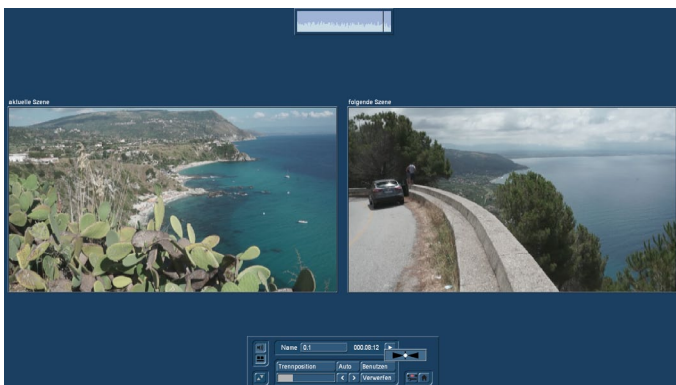 aktuelle Szene
folgende Szene
Name 0.1 000:08:12
Trennposition Auto Benutzen
< > Verwerfen